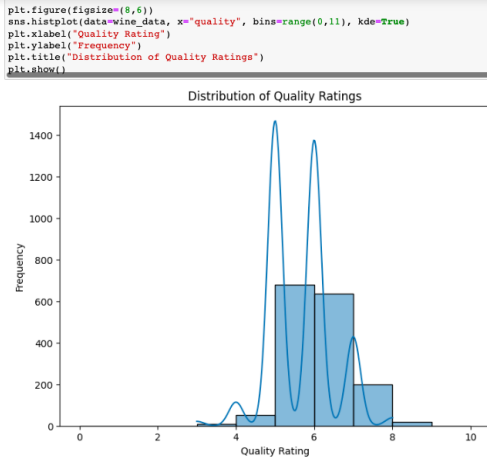 plt.figure(figsize=(8,6))
sns.histplot(data=wine_data, x="quality", bins=range(0,11), kde=True)
plt.xlabel("Quality Rating")
plt.ylabel("Frequency")
plt.title("Distribution of Quality Ratings")
plt.show()
Distribution of Quality Ratings
1400
1200
1000
800
600
400
200
0
Frequency
0 2 4 6 8 10
Quality Rating